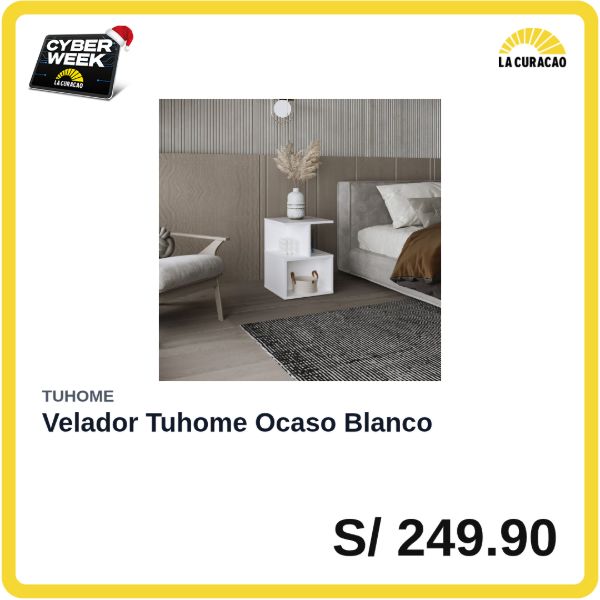 CYBER
WEEK
LA CURACAO
LA CURACAO
TUHOME
Velador Tuhome Ocaso Blanco
S/ 249.90